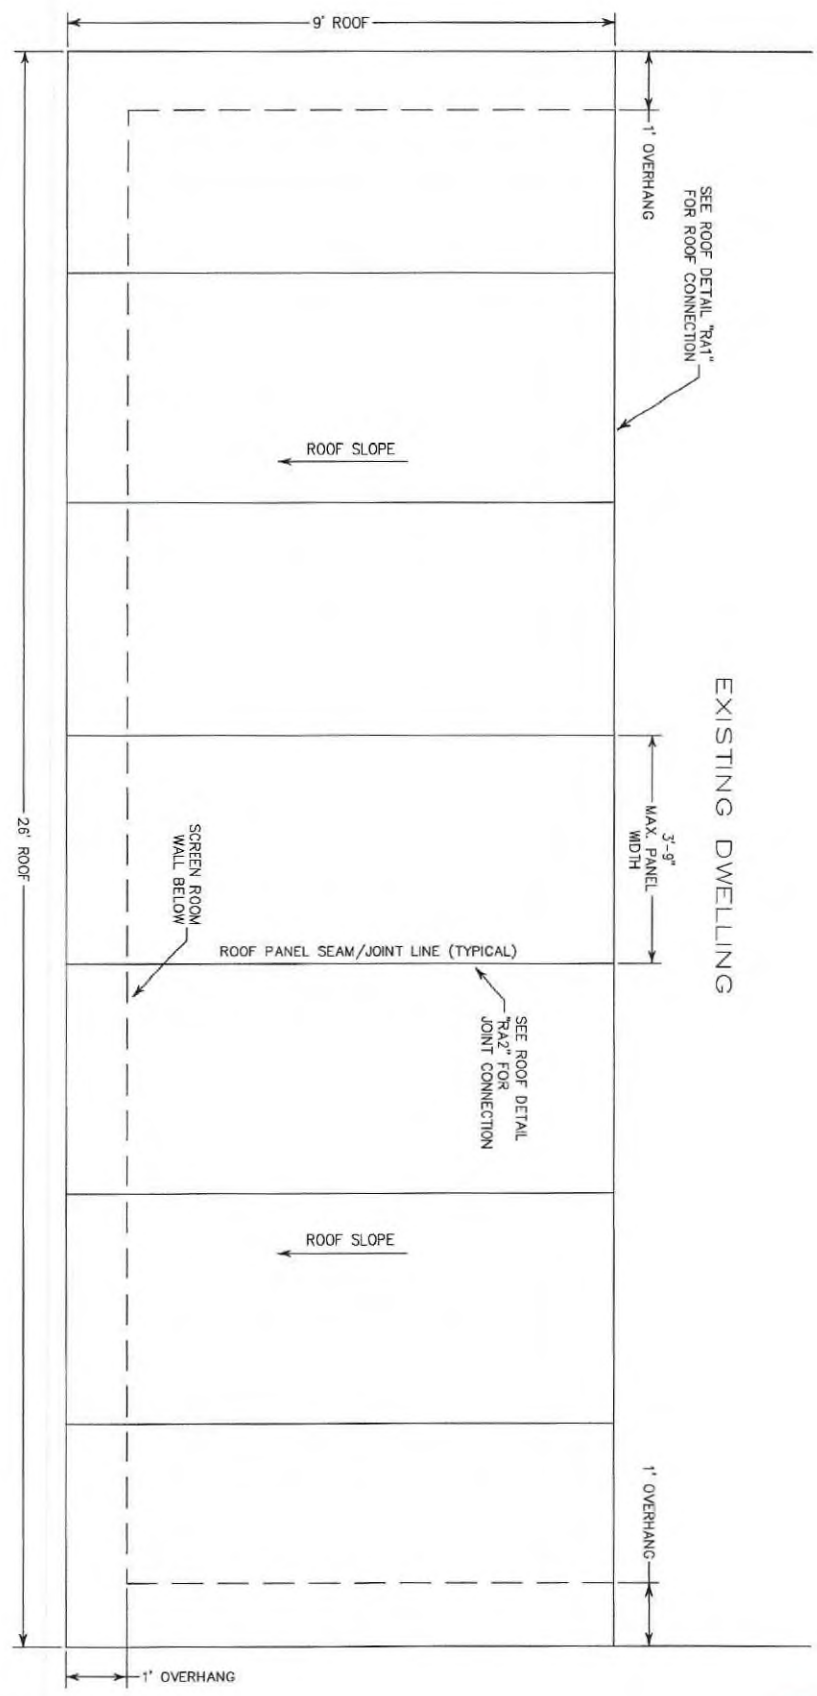 9' ROOF
1' OVERHANG
SEE ROOF DETAIL "RA1"
FOR ROOF CONNECTION
ROOF SLOPE
EXISTING DWELLING
3'-9"
MAX. PANEL
WIDTH
26' ROOF
SCREEN ROOM
WALL BELOW
ROOF PANEL SEAM/JOINT LINE (TYPICAL)
SEE ROOF DETAIL
"RA2" FOR
JOINT CONNECTION
ROOF SLOPE
1' OVERHANG
1' OVERHANG